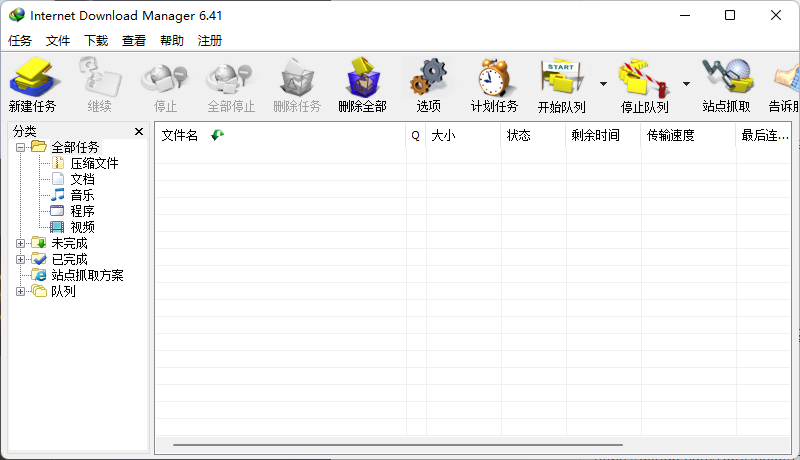 Internet Download Manager 6.41
任务 文件 下载 查看 帮助 注册
START
新建任务 继续 停止 全部停止 删除任务 删除全部 选项 计划任务 开始队列 停止队列 站点抓取 告诉
分类
文件名 Q 大小 状态 剩余时间 传输速度 最后连...
全部任务
压缩文件
文档
音乐
程序
视频
未完成
已完成
站点抓取方案
队列